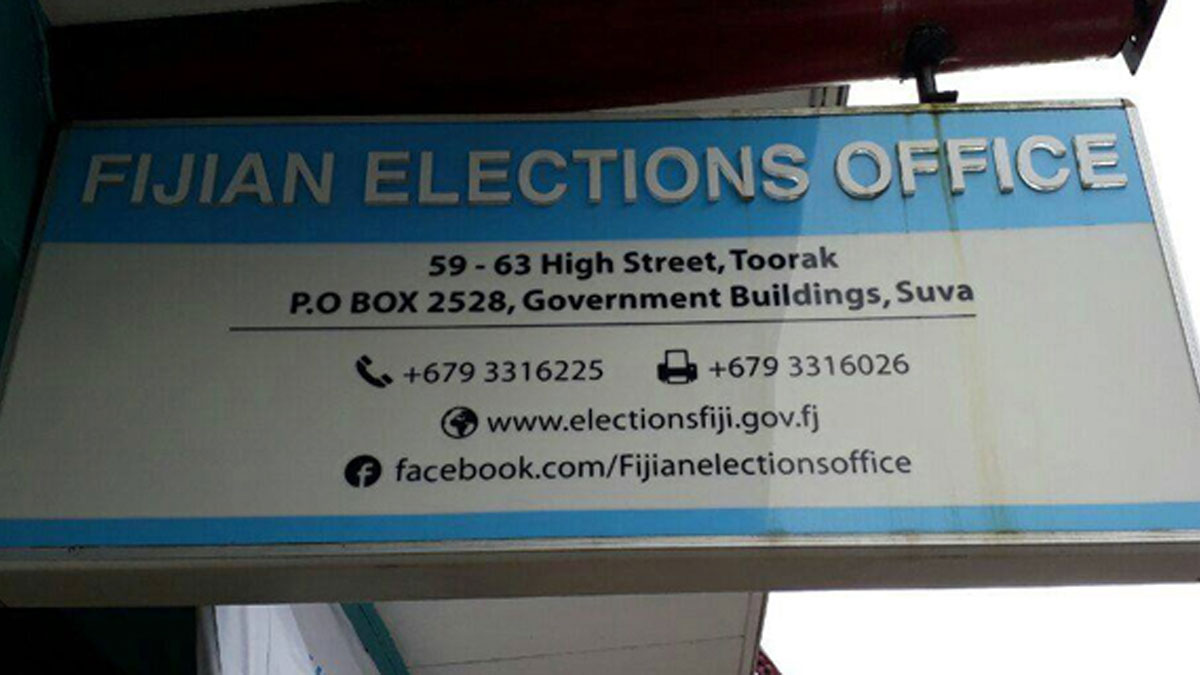 FIJIAN ELECTIONS OFFICE
59 - 63 High Street, Toorak
P.O BOX 2528, Government Buildings, Suva
+679 3316225 +679 3316026
www.electionsfiji.gov.fj
facebook.com/Fijianelectionsoffice